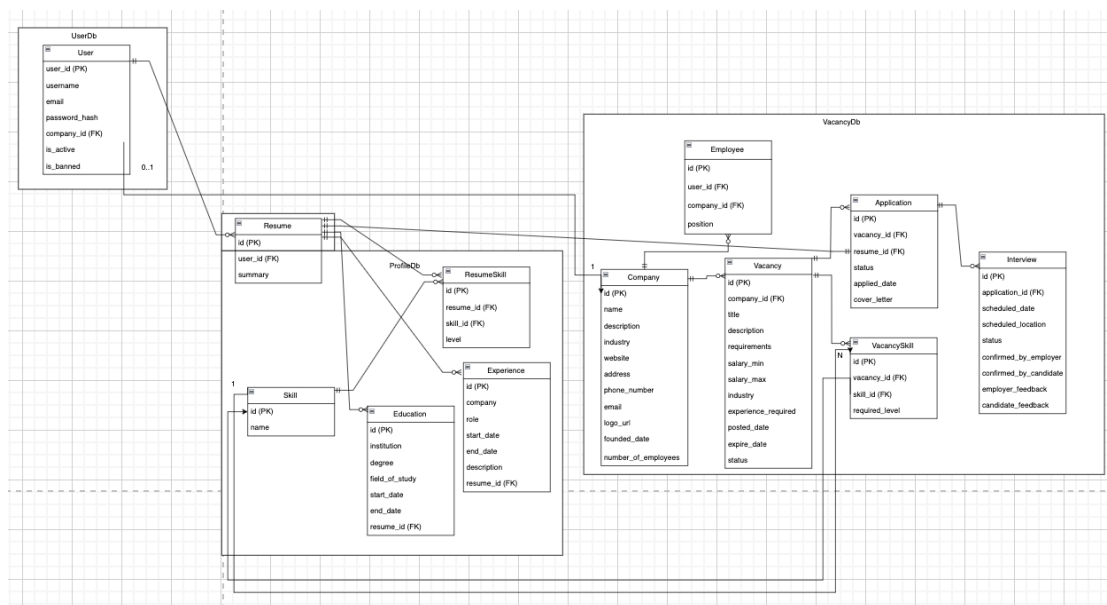 UserDb
User
user_id (PK)
username
email
password_hash
company_id (FK)
is_active
is_banned
0..1
Resume
id (PK)
user_id (FK)
summary
ProfileDb
ResumeSkill
id (PK)
resume_id (FK)
skill_id (FK)
level
Experience
id (PK)
company
role
start_date
end_date
description
resume_id (FK)
1
Skill
id (PK)
name
Education
id (PK)
institution
degree
field_of_study
start_date
end_date
resume_id (FK)
VacancyDb
Employee
id (PK)
user_id (FK)
company_id (FK)
position
1
Company
id (PK)
name
description
industry
website
address
phone_number
email
logo_url
founded_date
number_of_employees
Vacancy
id (PK)
company_id (FK)
title
description
requirements
salary_min
salary_max
industry
experience_required
posted_date
expire_date
status
Application
id (PK)
vacancy_id (FK)
resume_id (FK)
status
applied_date
cover_letter
N
VacancySkill
id (PK)
vacancy_id (FK)
skill_id (FK)
required_level
Interview
id (PK)
application_id (FK)
scheduled_date
scheduled_location
status
confirmed_by_employer
confirmed_by_candidate
employer_feedback
candidate_feedback